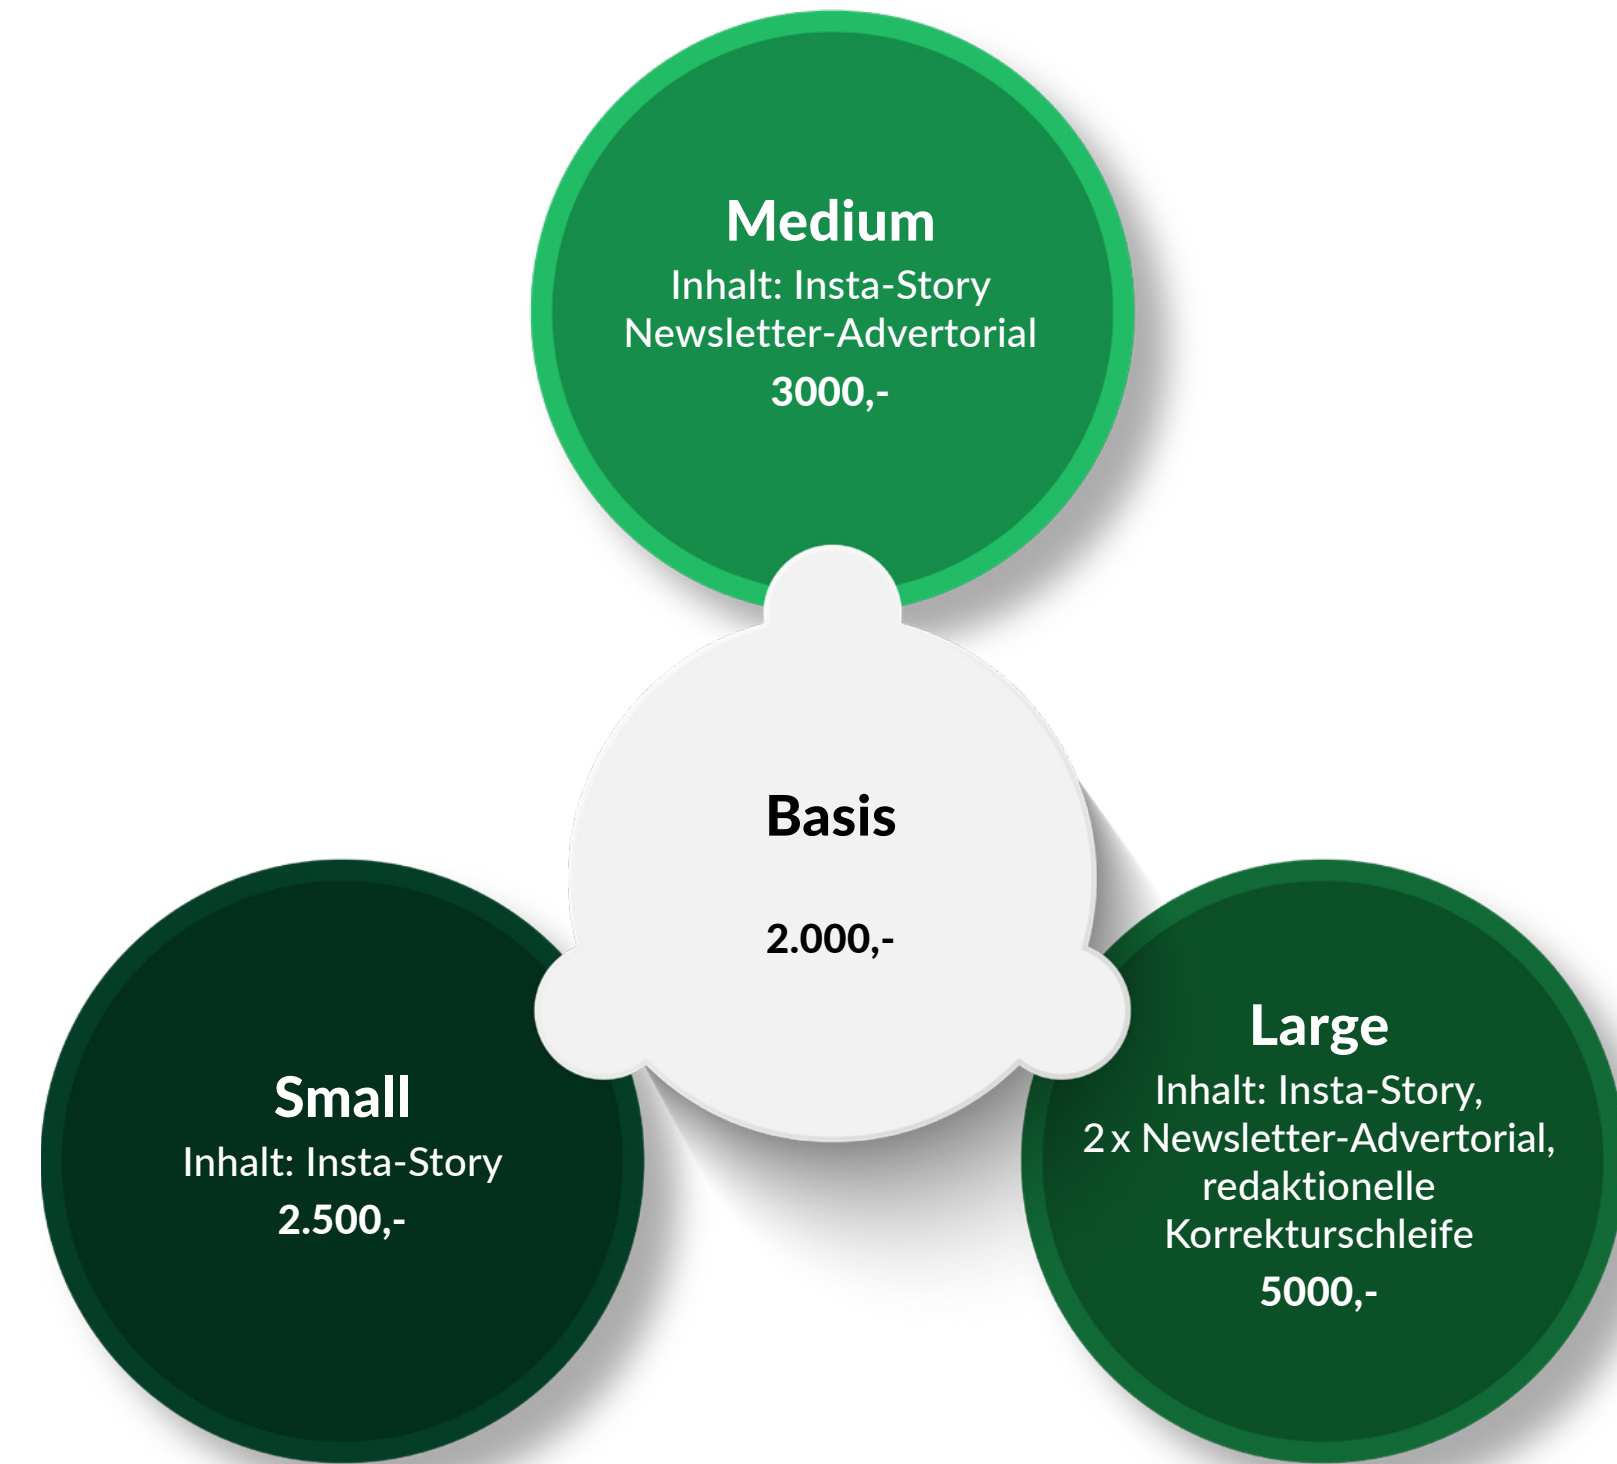 Medium
Inhalt: Insta-Story
Newsletter-Advertorial
3000,-
Basis
2.000,-
Small
Inhalt: Insta-Story
2.500,-
Large
Inhalt: Insta-Story,
2 x Newsletter-Advertorial,
redaktionelle
Korrekturschleife
5000,-